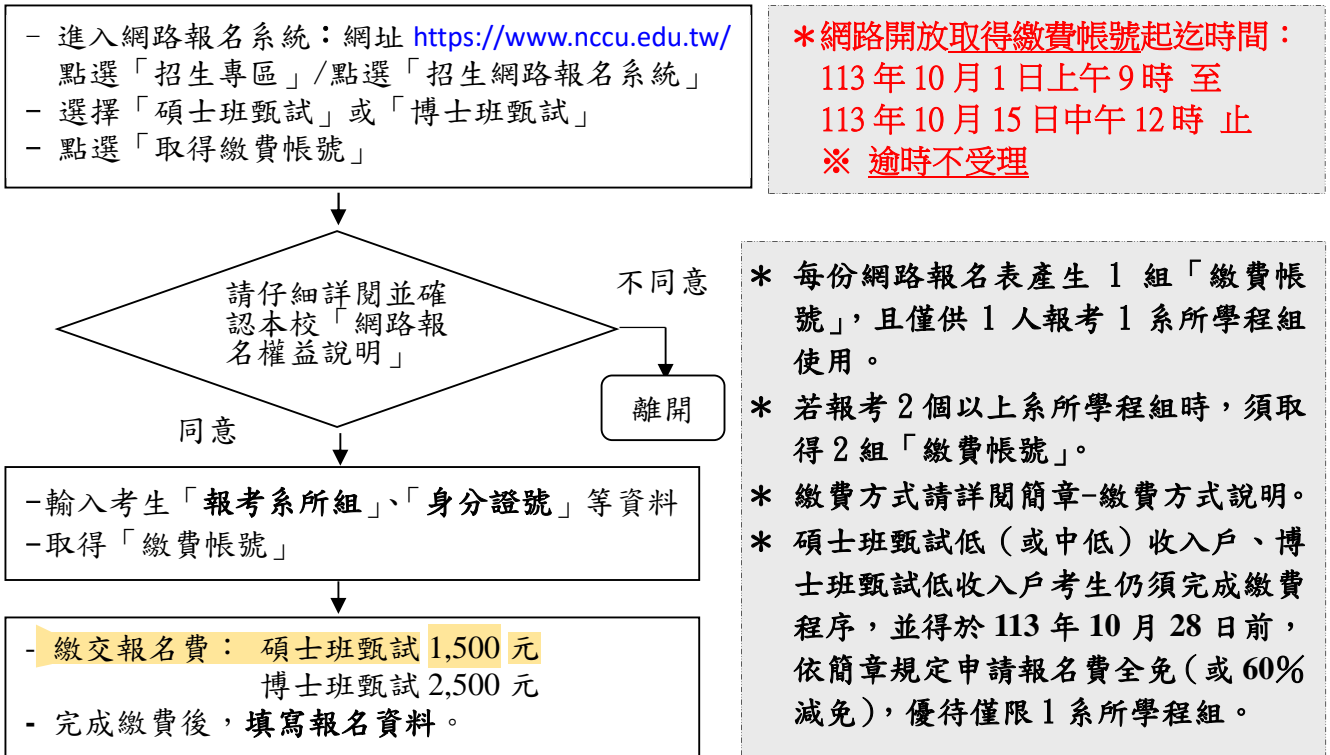 - 進入網路報名系統：網址 https://www.nccu.edu.tw/
點選「招生專區」/點選「招生網路報名系統」
- 選擇「碩士班甄試」或「博士班甄試」
- 點選「取得繳費帳號」
＊網路開放取得繳費帳號起迄時間：
113 年 10 月 1 日上午 9 時 至
113 年 10 月 15 日中午 12 時 止
※ 逾時不受理
請仔細詳閱並確
認本校「網路報
名權益說明」
不同意
離開
同意
-輸入考生「報考系所組」、「身分證號」等資料
-取得「繳費帳號」
- 繳交報名費： 碩士班甄試 1,500 元
博士班甄試 2,500 元
- 完成繳費後，填寫報名資料。
＊ 每份網路報名表產生 1 組「繳費帳
號」，且僅供 1 人報考 1 系所學程組
使用。
＊ 若報考 2 個以上系所學程組時，須取
得 2 組「繳費帳號」。
＊ 繳費方式請詳閱簡章-繳費方式說明。
＊ 碩士班甄試低（或中低）收入戶、博
士班甄試低收入戶考生仍須完成繳費
程序，並得於 113 年 10 月 28 日前，
依簡章規定申請報名費全免（或 60%
減免），優待僅限 1 系所學程組。